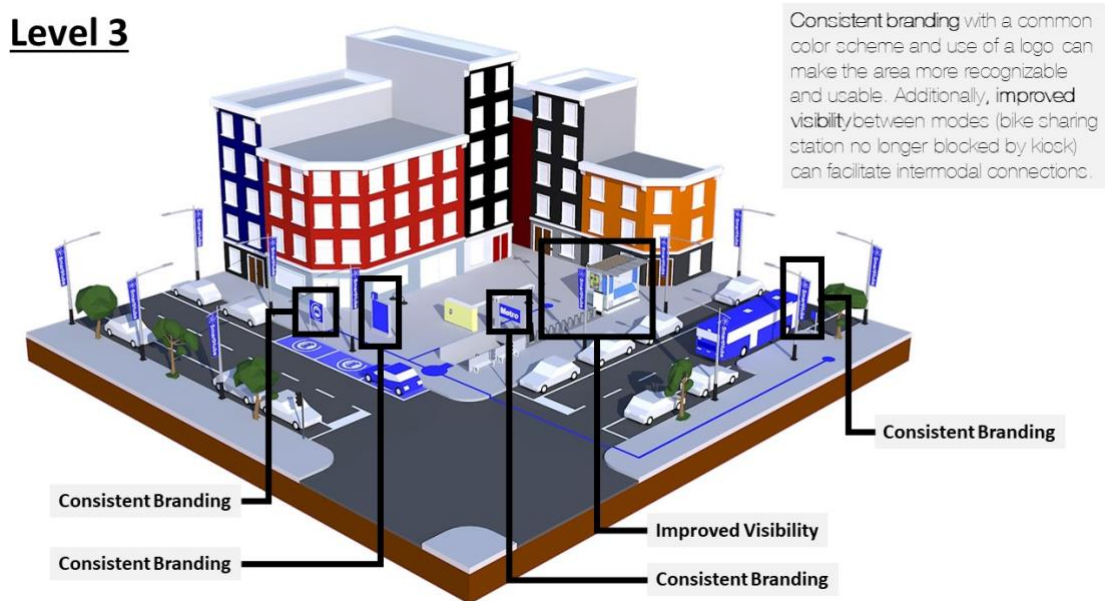 Level 3
Consistent branding with a common
color scheme and use of a logo can
make the area more recognizable
and usable. Additionally, improved
visibility between modes (bike sharing
station no longer blocked by kiosk)
can facilitate intermodal connections.
Metro
Consistent Branding
Consistent Branding
Improved Visibility
Consistent Branding
Consistent Branding